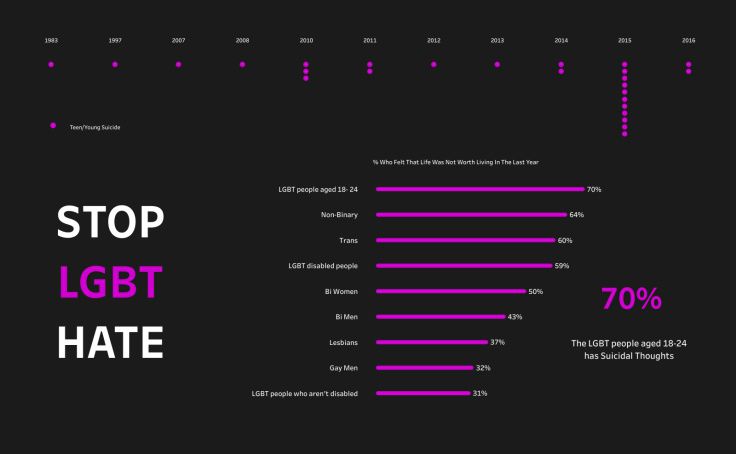 1983 1997 2007 2008 2010 2011 2012 2013 2014 2015 2016
Teen/Young Suicide
% Who Felt That Life Was Not Worth Living In The Last Year
LGBT people aged 18- 24 70%
Non-Binary 64%
Trans 60%
LGBT disabled people 59%
Bi Women 50%
Bi Men 43%
Lesbians 37%
Gay Men 32%
LGBT people who aren't disabled 31%
STOP
LGBT
HATE
70%
The LGBT people aged 18-24
has Suicidal Thoughts